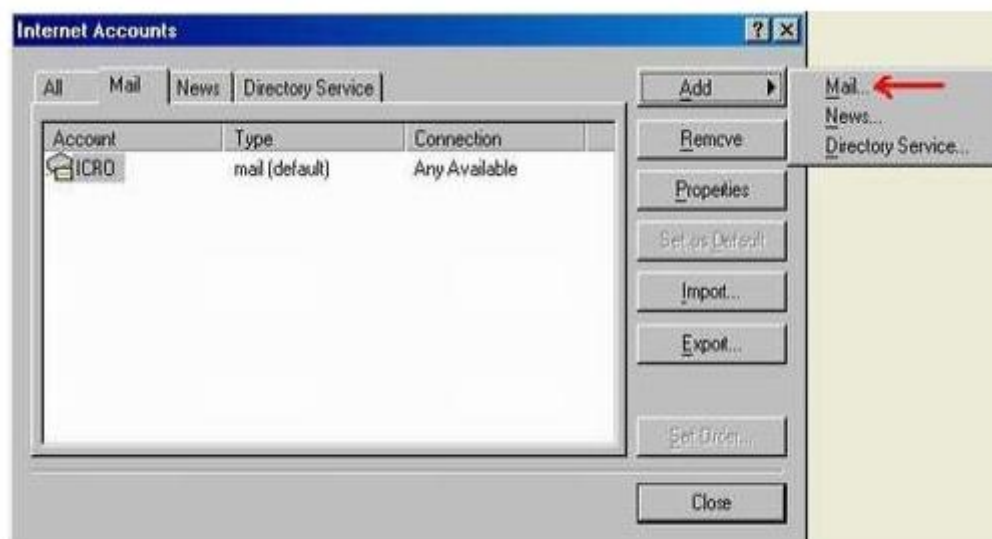 Internet Accounts
All Mail News Directory Service
Account Type Connection
ICRO mail (default) Any Available
Add
Remove
Properties
Set as Default
Import...
Export...
Set Order...
Close
Mail...
News...
Directory Service...